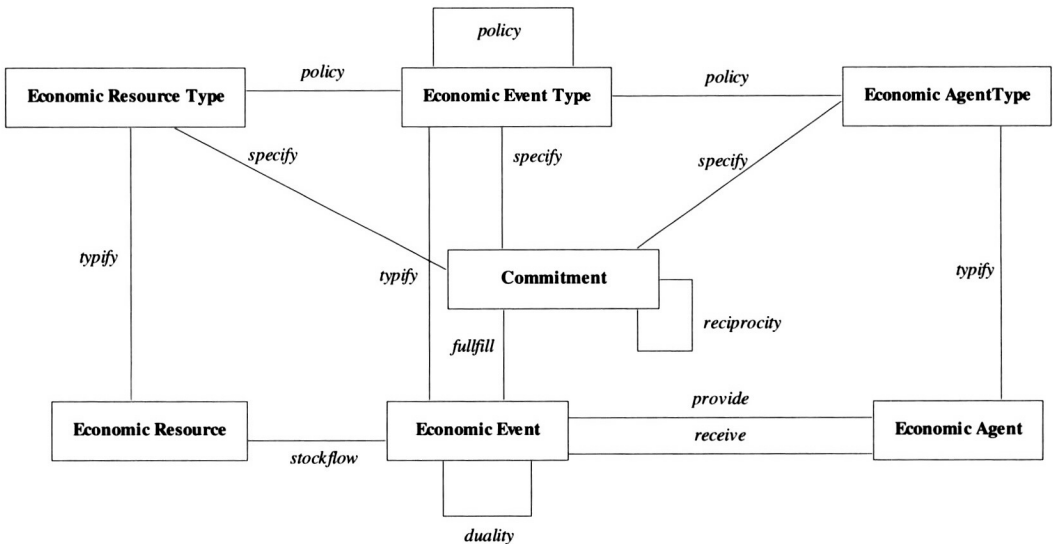 policy
policy
policy
Economic Resource Type
Economic Event Type
Economic AgentType
specify
specify
specify
typify
typify
typify
Commitment
reciprocity
fullfill
provide
Economic Resource
Economic Event
Economic Agent
receive
stockflow
duality